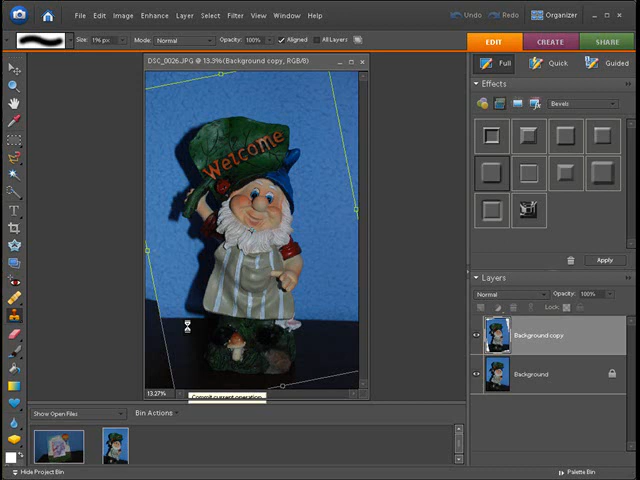 File Edit Image Enhance Layer Select Filter View Window Help Undo Redo Organizer
Size: 196 px Mode: Normal Opacity: 100% Aligned All Layers EDIT CREATE SHARE
DSC_0026.JPG @ 13.3%(Background copy, RGB/8) Full Quick Guided
Effects
Bevels
Welcome
Apply
Layers
Normal Opacity: 100%
Lock:
Background copy
Background
13.27%
Commit current operation
Show Open Files Bin Actions
Hide Project Bin Palette Bin